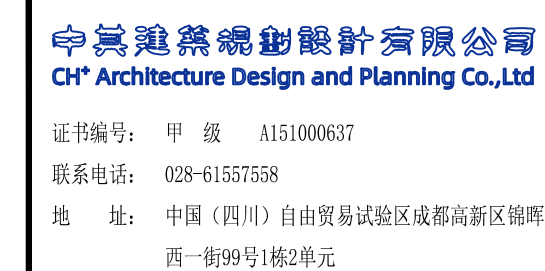 中其建築規劃設計有限公司
CH⁺ Architecture Design and Planning Co.,Ltd
证书编号： 甲 级 A151000637
联系电话： 028-61557558
地 址： 中国（四川）自由贸易试验区成都高新区锦晖
西一街99号1栋2单元